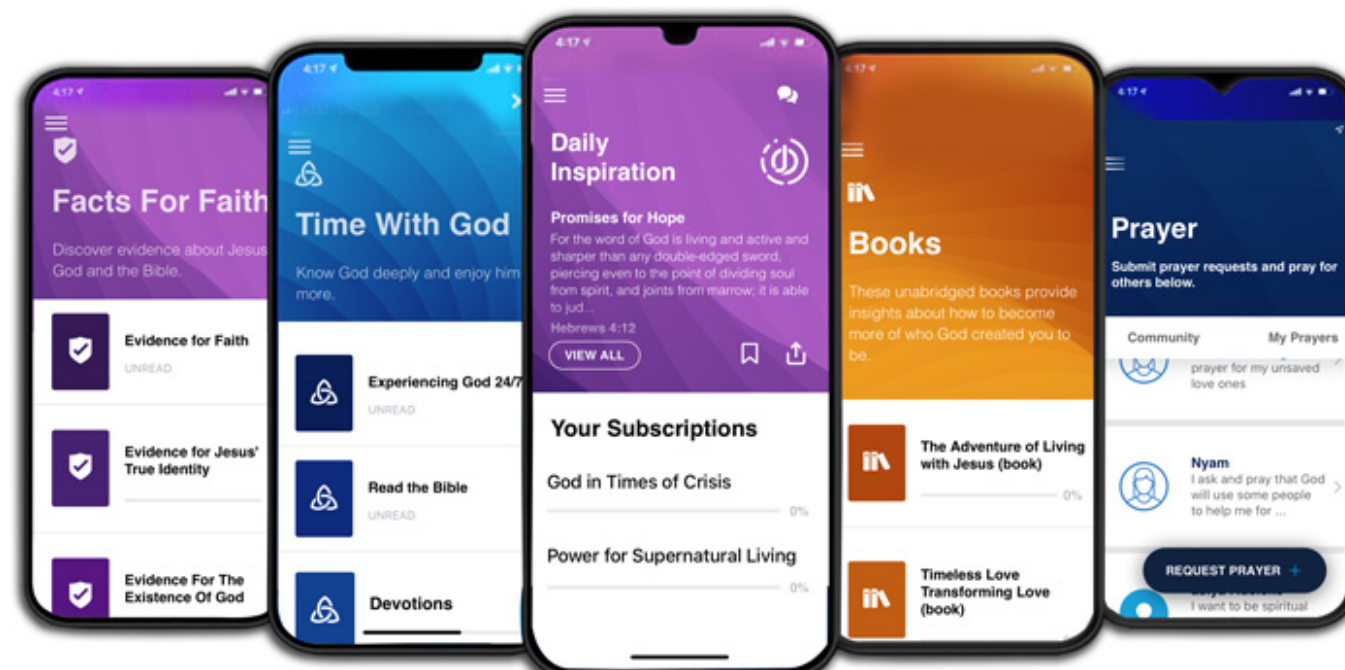 4:17
Facts For Faith
Discover evidence about Jesus
God and the Bible.
Evidence for Faith
UNREAD
Evidence for Jesus'
True Identity
Evidence For The
Existence Of God
4:17
Time With God
Know God deeply and enjoy him
more.
Experiencing God 24/7
UNREAD
Read the Bible
UNREAD
Devotions
4:17
Daily
Inspiration
Promises for Hope
For the word of God is living and active and
sharper than any double-edged sword,
piercing even to the point of dividing soul
from spirit, and joints from marrow; it is able
to jud...
Hebrews 4:12
VIEW ALL
Your Subscriptions
God in Times of Crisis
0%
Power for Supernatural Living
0%
4:17
Books
These unabridged books provide
insights about how to become
more of who God created you to
be.
The Adventure of Living
with Jesus (book)
0%
Timeless Love
Transforming Love
(book)
4:17
Prayer
Submit prayer requests and pray for
others below.
Community My Prayers
prayer for my unsaved
love ones
Nyam
I ask and pray that God
will use some people
to help me for ...
REQUEST PRAYER +
I want to be spiritual